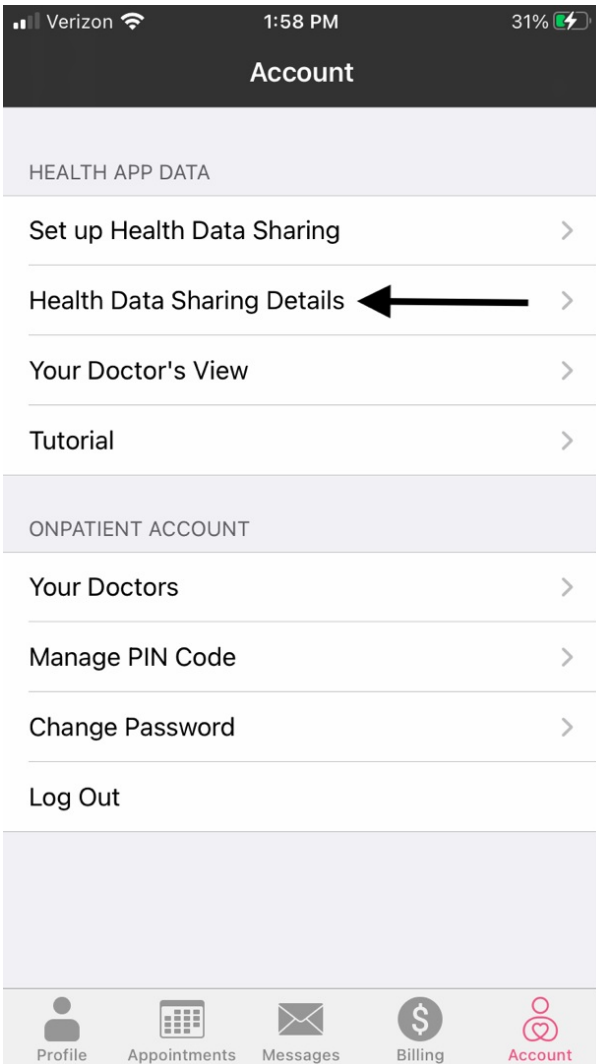 Verizon 1:58 PM 31%
Account
HEALTH APP DATA
Set up Health Data Sharing
Health Data Sharing Details
Your Doctor's View
Tutorial
ONPATIENT ACCOUNT
Your Doctors
Manage PIN Code
Change Password
Log Out
Profile Appointments Messages Billing Account